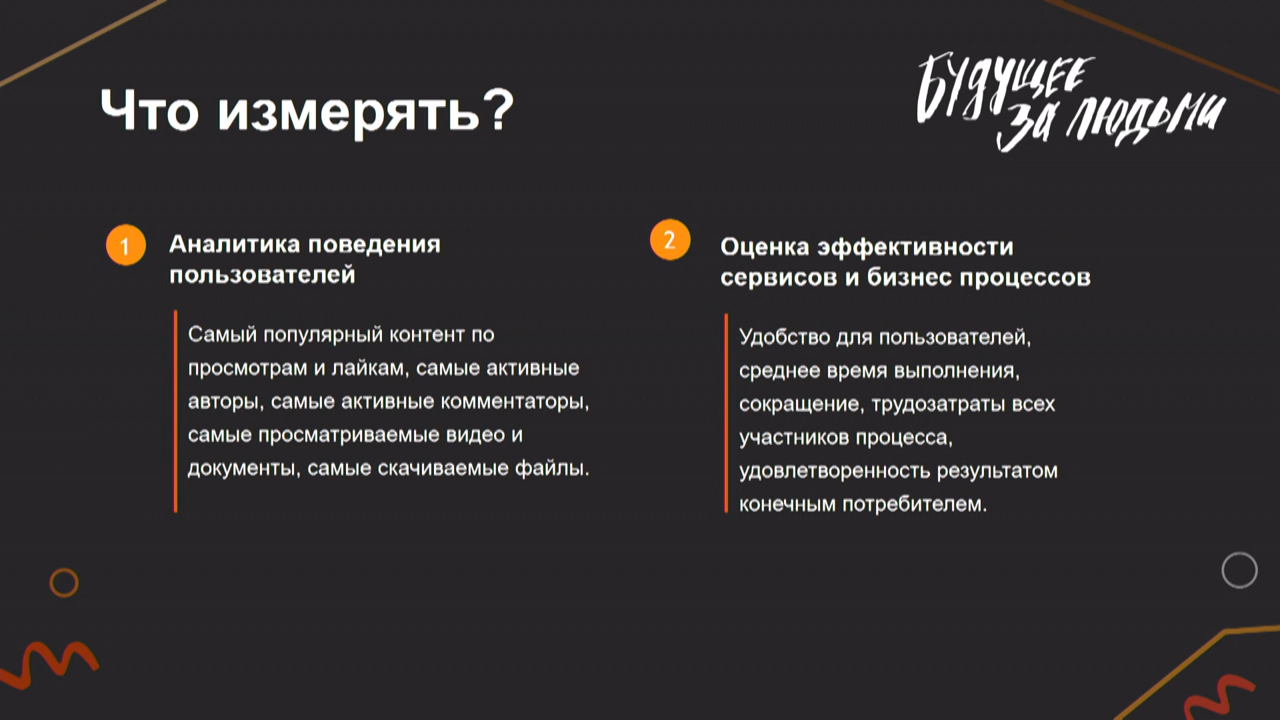 Что измерять?
Будущее
за людьми
1
Аналитика поведения
пользователей
Самый популярный контент по
просмотрам и лайкам, самые активные
авторы, самые активные комментаторы,
самые просматриваемые видео и
документы, самые скачиваемые файлы.
2
Оценка эффективности
сервисов и бизнес процессов
Удобство для пользователей,
среднее время выполнения,
сокращение, трудозатраты всех
участников процесса,
удовлетворенность результатом
конечным потребителем.